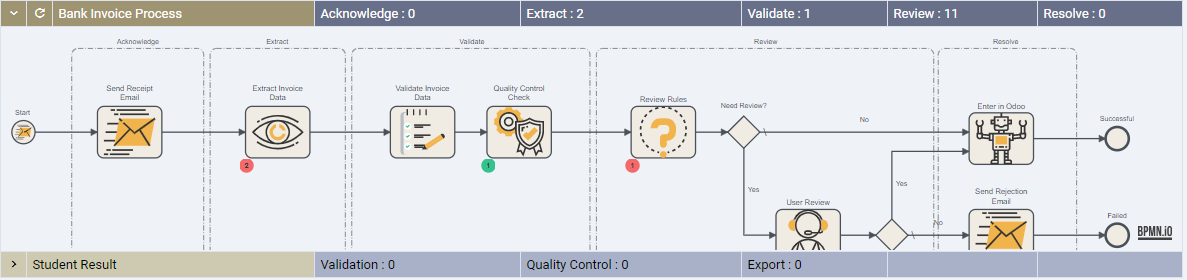 Bank Invoice Process
Acknowledge : 0
Extract : 2
Validate : 1
Review : 11
Resolve : 0
Acknowledge
Extract
Validate
Review
Resolve
Start
Send Receipt
Email
Extract Invoice
Data
2
Validate Invoice
Data
Quality Control
Check
1
Review Rules
1
Need Review?
No
Yes
User Review
Yes
No
Enter in Odoo
Successful
Send Rejection
Email
Failed
BPMN.iO
Student Result
Validation : 0
Quality Control : 0
Export : 0